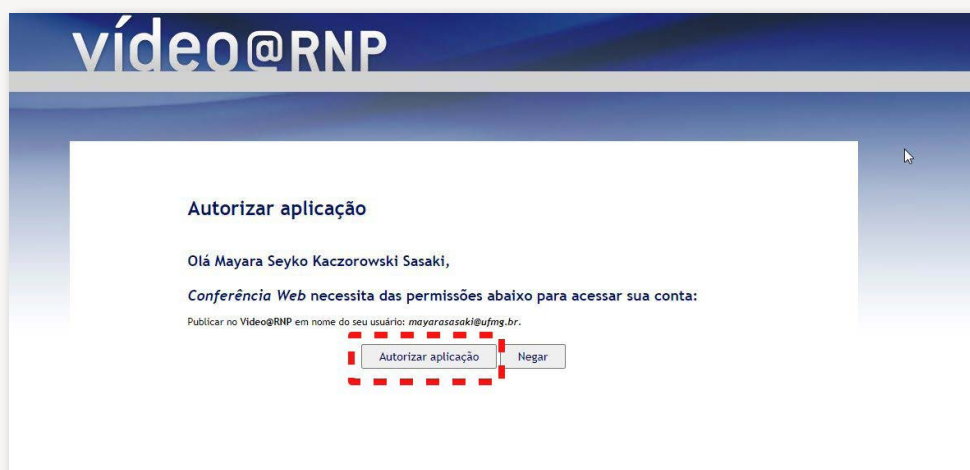 vídeo@RNP
Autorizar aplicação
Olá Mayara Seyko Kaczorowski Sasaki,
Conferência Web necessita das permissões abaixo para acessar sua conta:
Publicar no Video@RNP em nome do seu usuário: mayarasasaki@ufmg.br.
Autorizar aplicação Negar